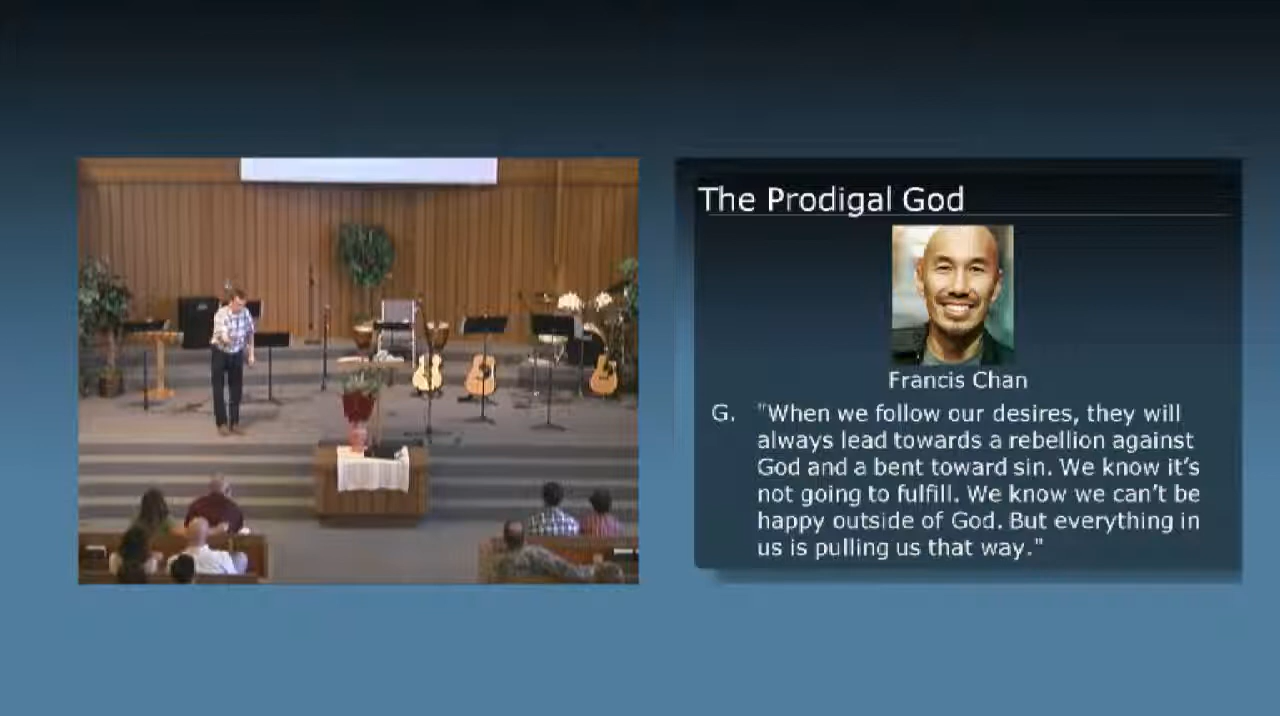 The Prodigal God
Francis Chan
G. "When we follow our desires, they will
always lead towards a rebellion against
God and a bent toward sin. We know it's
not going to fulfill. We know we can't be
happy outside of God. But everything in
us is pulling us that way."